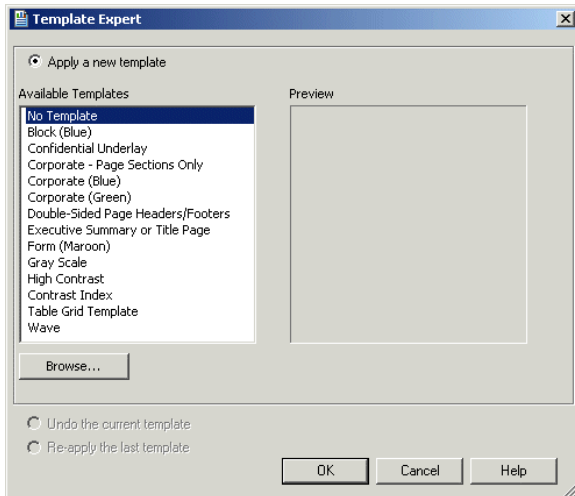 Template Expert
Apply a new template
Available Templates
Preview
No Template
Block (Blue)
Confidential Underlay
Corporate - Page Sections Only
Corporate (Blue)
Corporate (Green)
Double-Sided Page Headers/Footers
Executive Summary or Title Page
Form (Maroon)
Gray Scale
High Contrast
Contrast Index
Table Grid Template
Wave
Browse...
Undo the current template
Re-apply the last template
OK Cancel Help